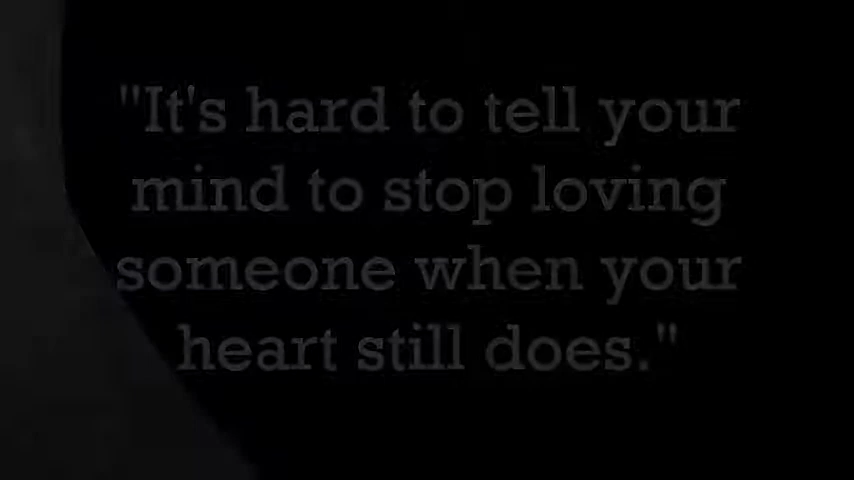 "It's hard to tell your
mind to stop loving
someone when your
heart still does."